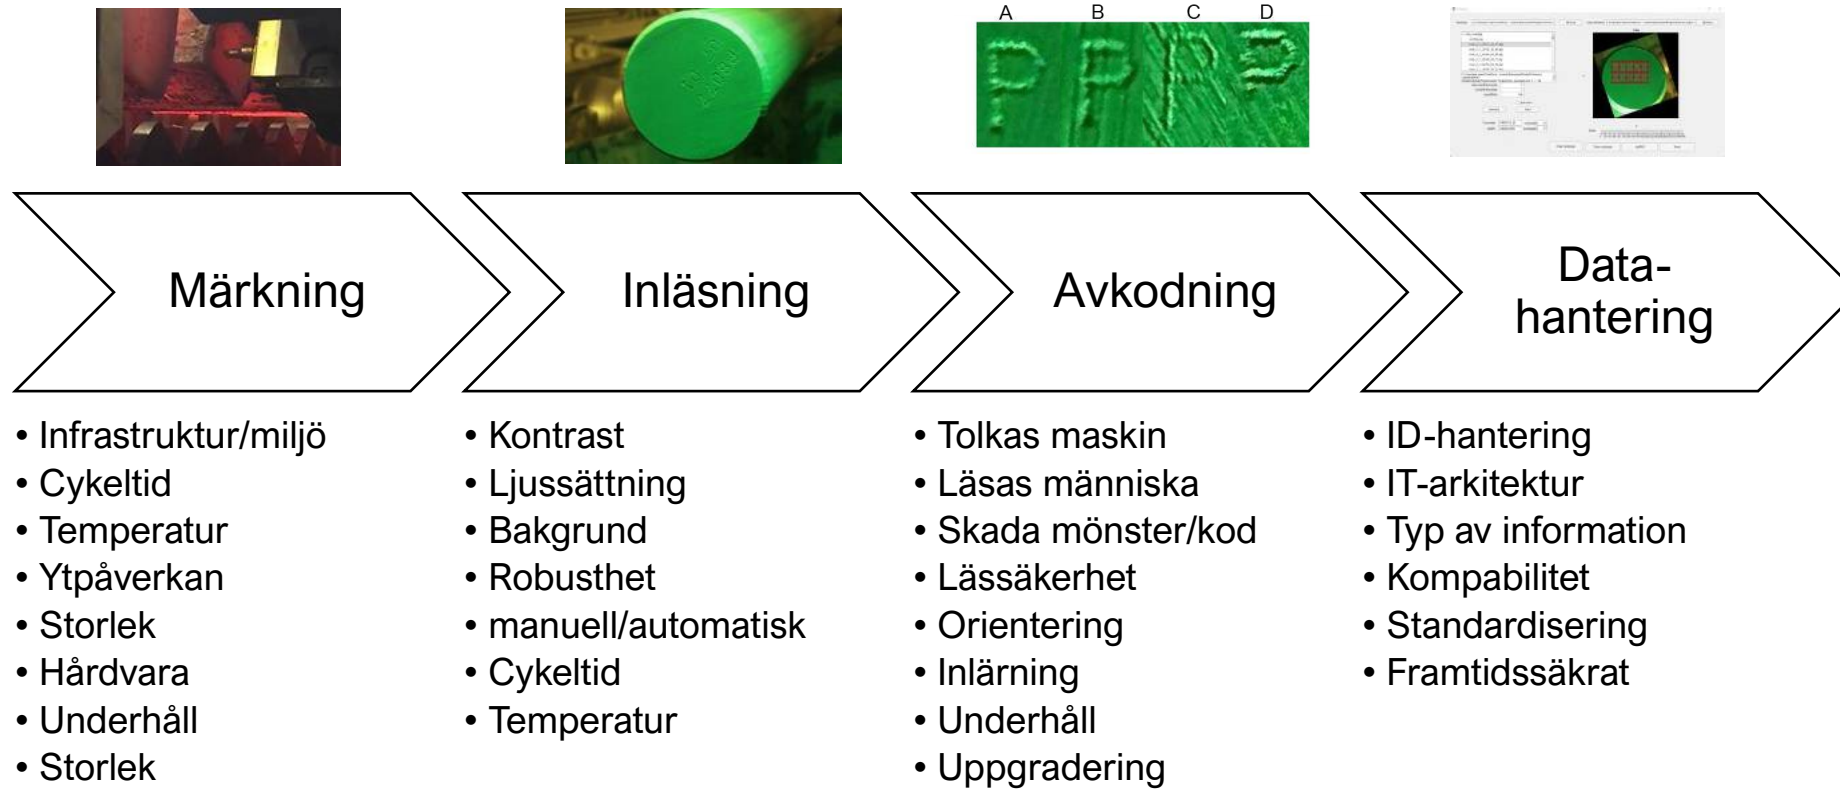 A B C D
Märkning
Inläsning
Avkodning
Data-
hantering
• Infrastruktur/miljö
• Cykeltid
• Temperatur
• Ytpåverkan
• Storlek
• Hårdvara
• Underhåll
• Storlek
• Kontrast
• Ljussättning
• Bakgrund
• Robusthet
• manuell/automatisk
• Cykeltid
• Temperatur
• Tolkas maskin
• Läsas människa
• Skada mönster/kod
• Lässäkerhet
• Orientering
• Inlärning
• Underhåll
• Uppgradering
• ID-hantering
• IT-arkitektur
• Typ av information
• Kompabilitet
• Standardisering
• Framtidssäkrat